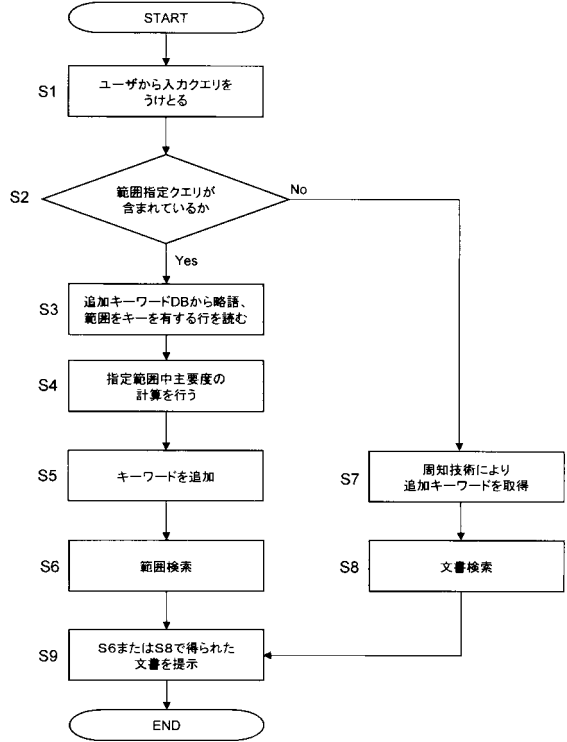 START
S1
ユーザから入力クエリを
うけとる
S2
範囲指定クエリが
含まれているか
No
Yes
S3
追加キーワードDBから略語、
範囲をキーを有する行を読む
S4
指定範囲中主要度の
計算を行う
S5
キーワードを追加
S7
周知技術により
追加キーワードを取得
S6
範囲検索
S8
文書検索
S9
S6またはS8で得られた
文書を提示
END